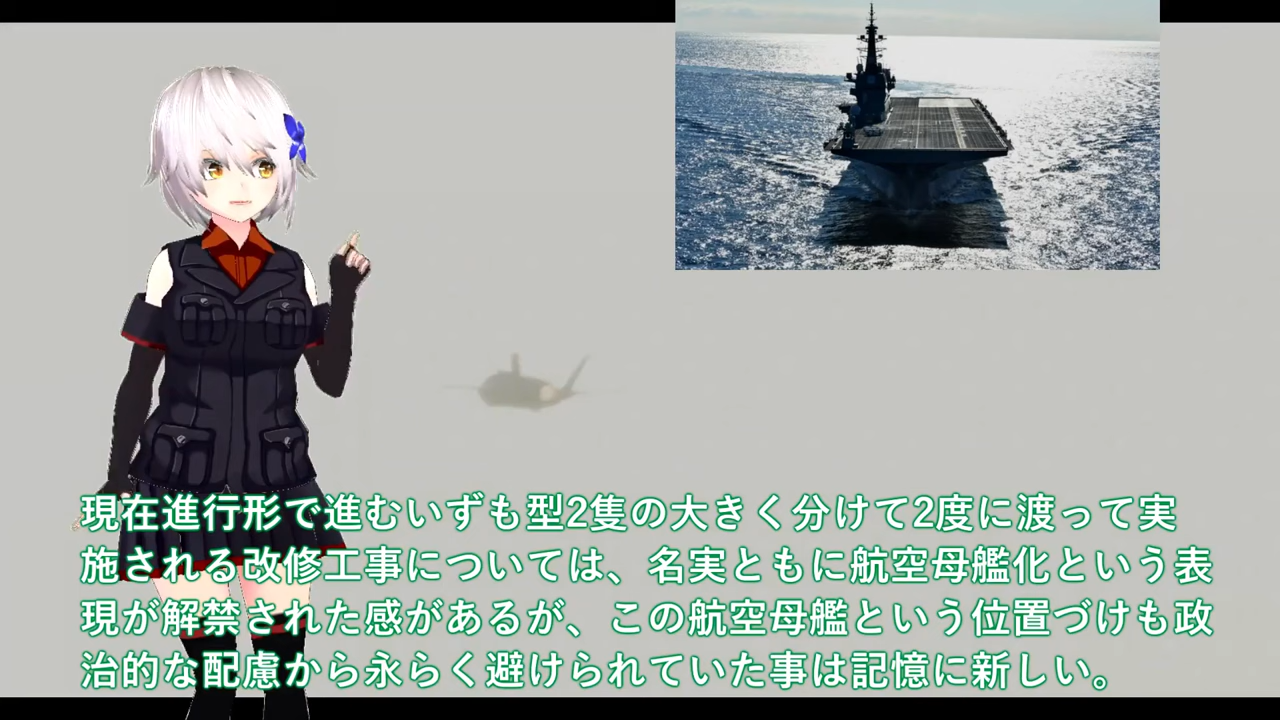 現在進行形で進むいずも型2隻の大きく分けて2度に渡って実
施される改修工事については、名実ともに航空母艦化という表
現が解禁された感があるが、この航空母艦という位置づけも政
治的な配慮から永らく避けられていた事は記憶に新しい。